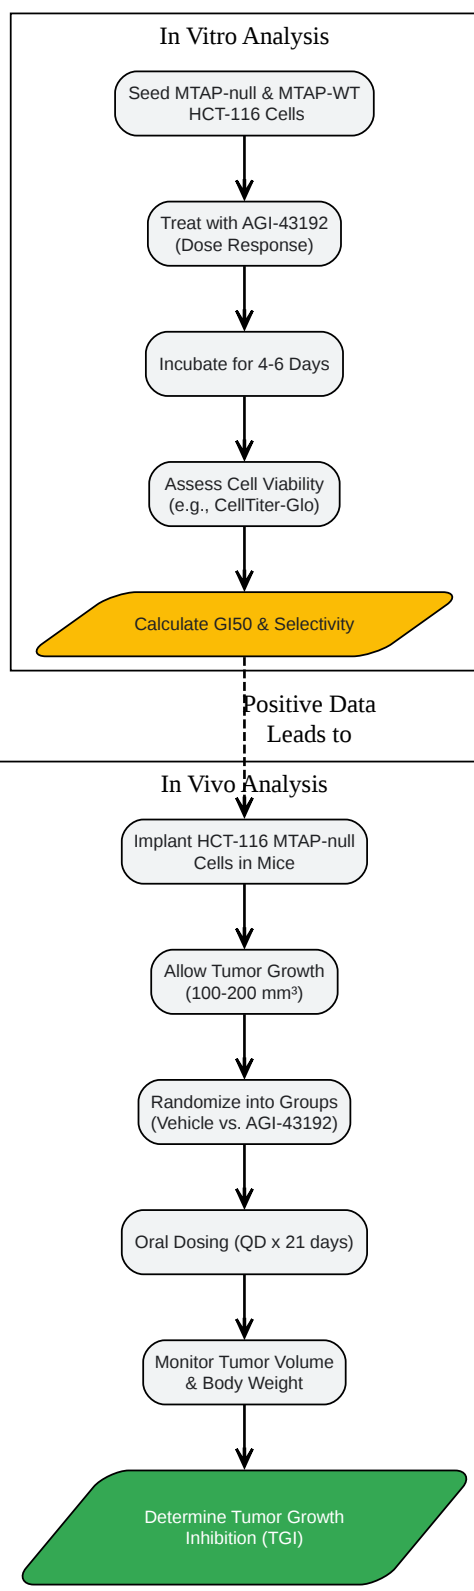 In Vitro Analysis
Seed MTAP-null & MTAP-WT
HCT-116 Cells
Treat with AGI-43192
(Dose Response)
Incubate for 4-6 Days
Assess Cell Viability
(e.g., CellTiter-Glo)
Calculate GI50 & Selectivity
Positive Data
Leads to
In Vivo Analysis
Implant HCT-116 MTAP-null
Cells in Mice
Allow Tumor Growth
(100-200 mm³)
Randomize into Groups
(Vehicle vs. AGI-43192)
Oral Dosing (QD x 21 days)
Monitor Tumor Volume
& Body Weight
Determine Tumor Growth
Inhibition (TGI)